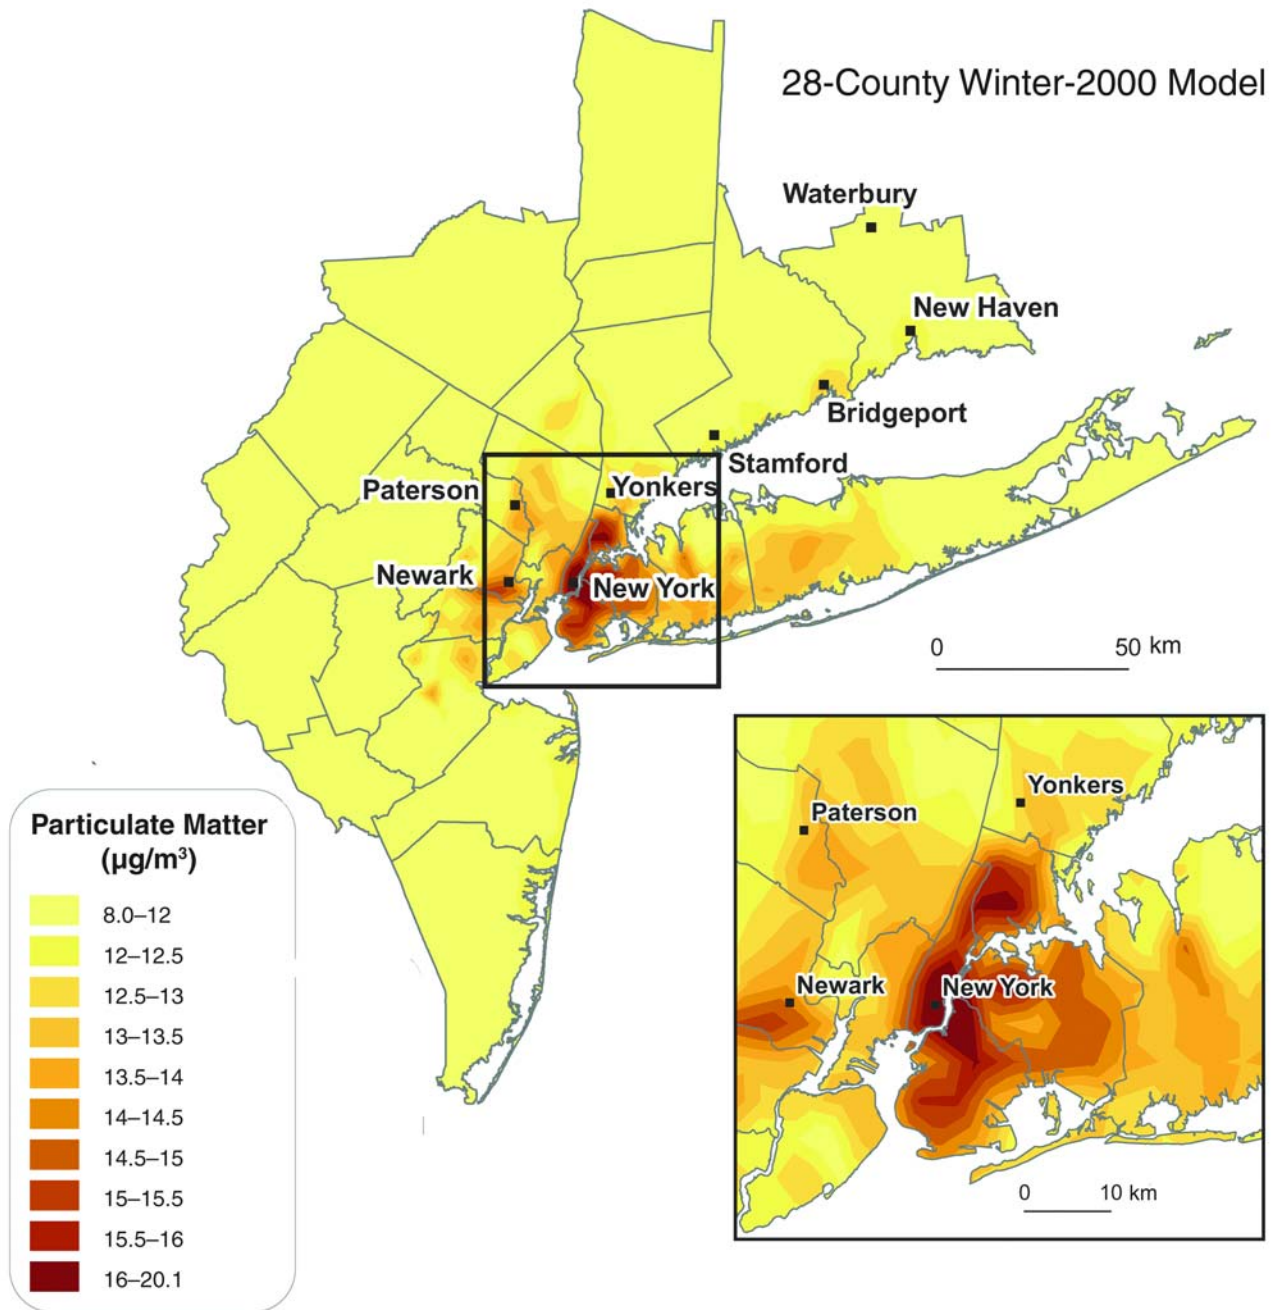 28-County Winter-2000 Model
Waterbury
New Haven
Bridgeport
Stamford
Paterson
Yonkers
Newark
New York
0 50 km
Particulate Matter
(µg/m³)
8.0–12
12–12.5
12.5–13
13–13.5
13.5–14
14–14.5
14.5–15
15–15.5
15.5–16
16–20.1
Yonkers
Paterson
Newark
New York
0 10 km